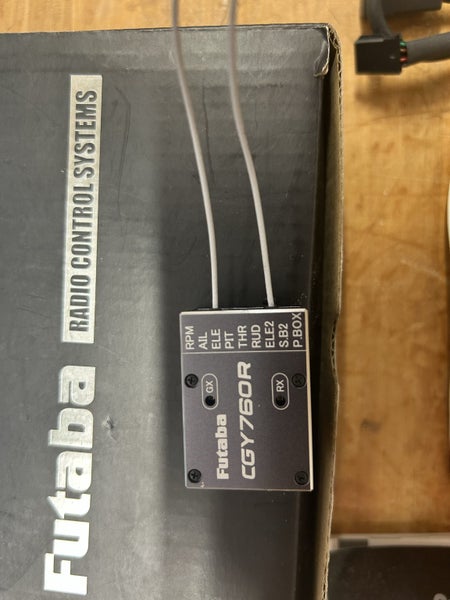 Futaba
RADIO CONTROL SYSTEMS
RPM
AIL
ELE
PIT
THR
RUD
ELE2
S.B2
P.BOX
GX
RX
Futaba
CGY760R